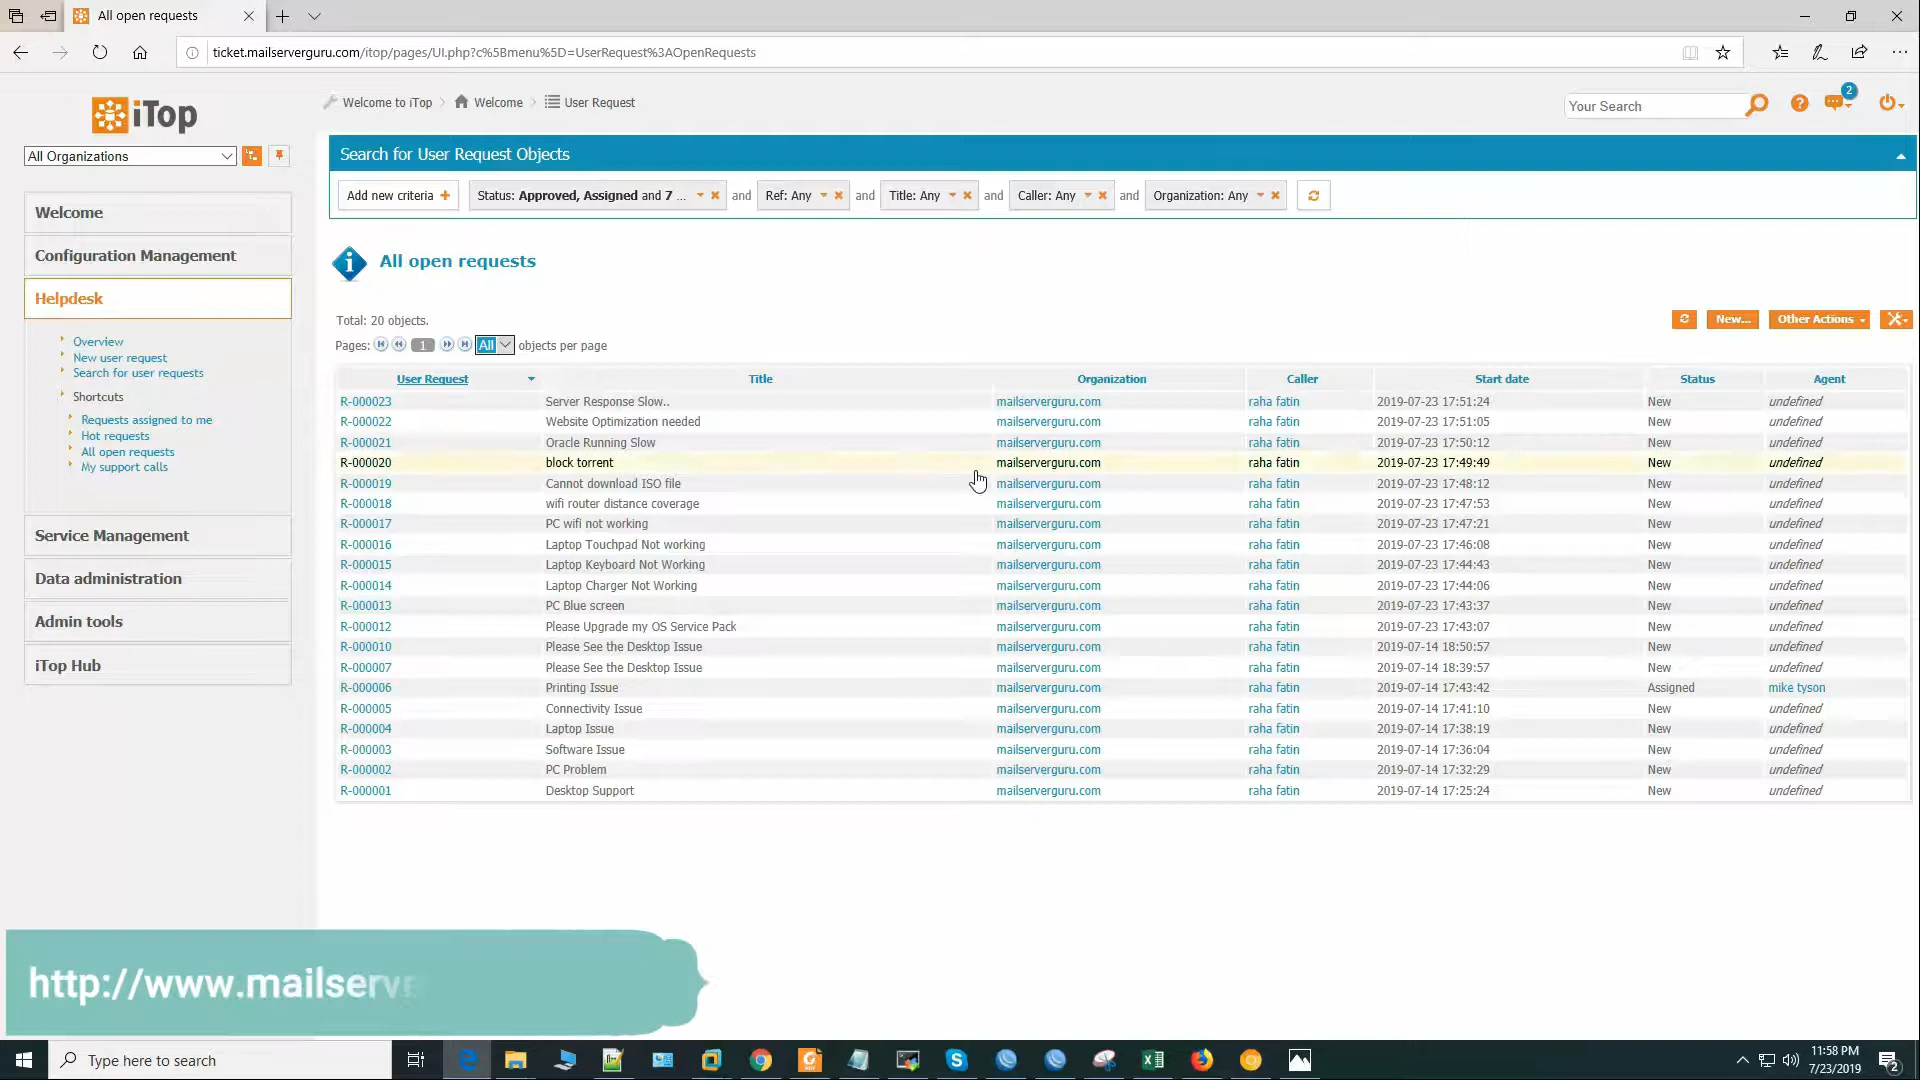 All open requests
ticket.mailserverguru.com/itop/pages/UI.php?c%5Bmenu%5D=UserRequest%3AOpenRequests
iTop
Welcome to iTop
Welcome
User Request
Your Search
2
All Organizations
Search for User Request Objects
Add new criteria
Status: Approved, Assigned and 7 ...
and
Ref: Any
and
Title: Any
and
Caller: Any
and
Organization: Any
Welcome
Configuration Management
Helpdesk
Overview
New user request
Search for user requests
Shortcuts
Requests assigned to me
Hot requests
All open requests
My support calls
Service Management
Data administration
Admin tools
iTop Hub
All open requests
Total: 20 objects.
New...
Other Actions
Pages: 1 All objects per page
User Request Title Organization Caller Start date Status Agent
R-000023 Server Response Slow.. mailserverguru.com raha fatin 2019-07-23 17:51:24 New undefined
R-000022 Website Optimization needed mailserverguru.com raha fatin 2019-07-23 17:51:05 New undefined
R-000021 Oracle Running Slow mailserverguru.com raha fatin 2019-07-23 17:50:12 New undefined
R-000020 block torrent mailserverguru.com raha fatin 2019-07-23 17:49:49 New undefined
R-000019 Cannot download ISO file mailserverguru.com raha fatin 2019-07-23 17:48:12 New undefined
R-000018 wifi router distance coverage mailserverguru.com raha fatin 2019-07-23 17:47:53 New undefined
R-000017 PC wifi not working mailserverguru.com raha fatin 2019-07-23 17:47:21 New undefined
R-000016 Laptop Touchpad Not working mailserverguru.com raha fatin 2019-07-23 17:46:08 New undefined
R-000015 Laptop Keyboard Not Working mailserverguru.com raha fatin 2019-07-23 17:44:43 New undefined
R-000014 Laptop Charger Not Working mailserverguru.com raha fatin 2019-07-23 17:44:06 New undefined
R-000013 PC Blue screen mailserverguru.com raha fatin 2019-07-23 17:43:37 New undefined
R-000012 Please Upgrade my OS Service Pack mailserverguru.com raha fatin 2019-07-23 17:43:07 New undefined
R-000010 Please See the Desktop Issue mailserverguru.com raha fatin 2019-07-14 18:50:57 New undefined
R-000007 Please See the Desktop Issue mailserverguru.com raha fatin 2019-07-14 18:39:57 New undefined
R-000006 Printing Issue mailserverguru.com raha fatin 2019-07-14 17:43:42 Assigned mike tyson
R-000005 Connectivity Issue mailserverguru.com raha fatin 2019-07-14 17:41:10 New undefined
R-000004 Laptop Issue mailserverguru.com raha fatin 2019-07-14 17:38:19 New undefined
R-000003 Software Issue mailserverguru.com raha fatin 2019-07-14 17:36:04 New undefined
R-000002 PC Problem mailserverguru.com raha fatin 2019-07-14 17:32:29 New undefined
R-000001 Desktop Support mailserverguru.com raha fatin 2019-07-14 17:25:24 New undefined
http://www.mailserve
Type here to search
11:58 PM
7/23/2019
2